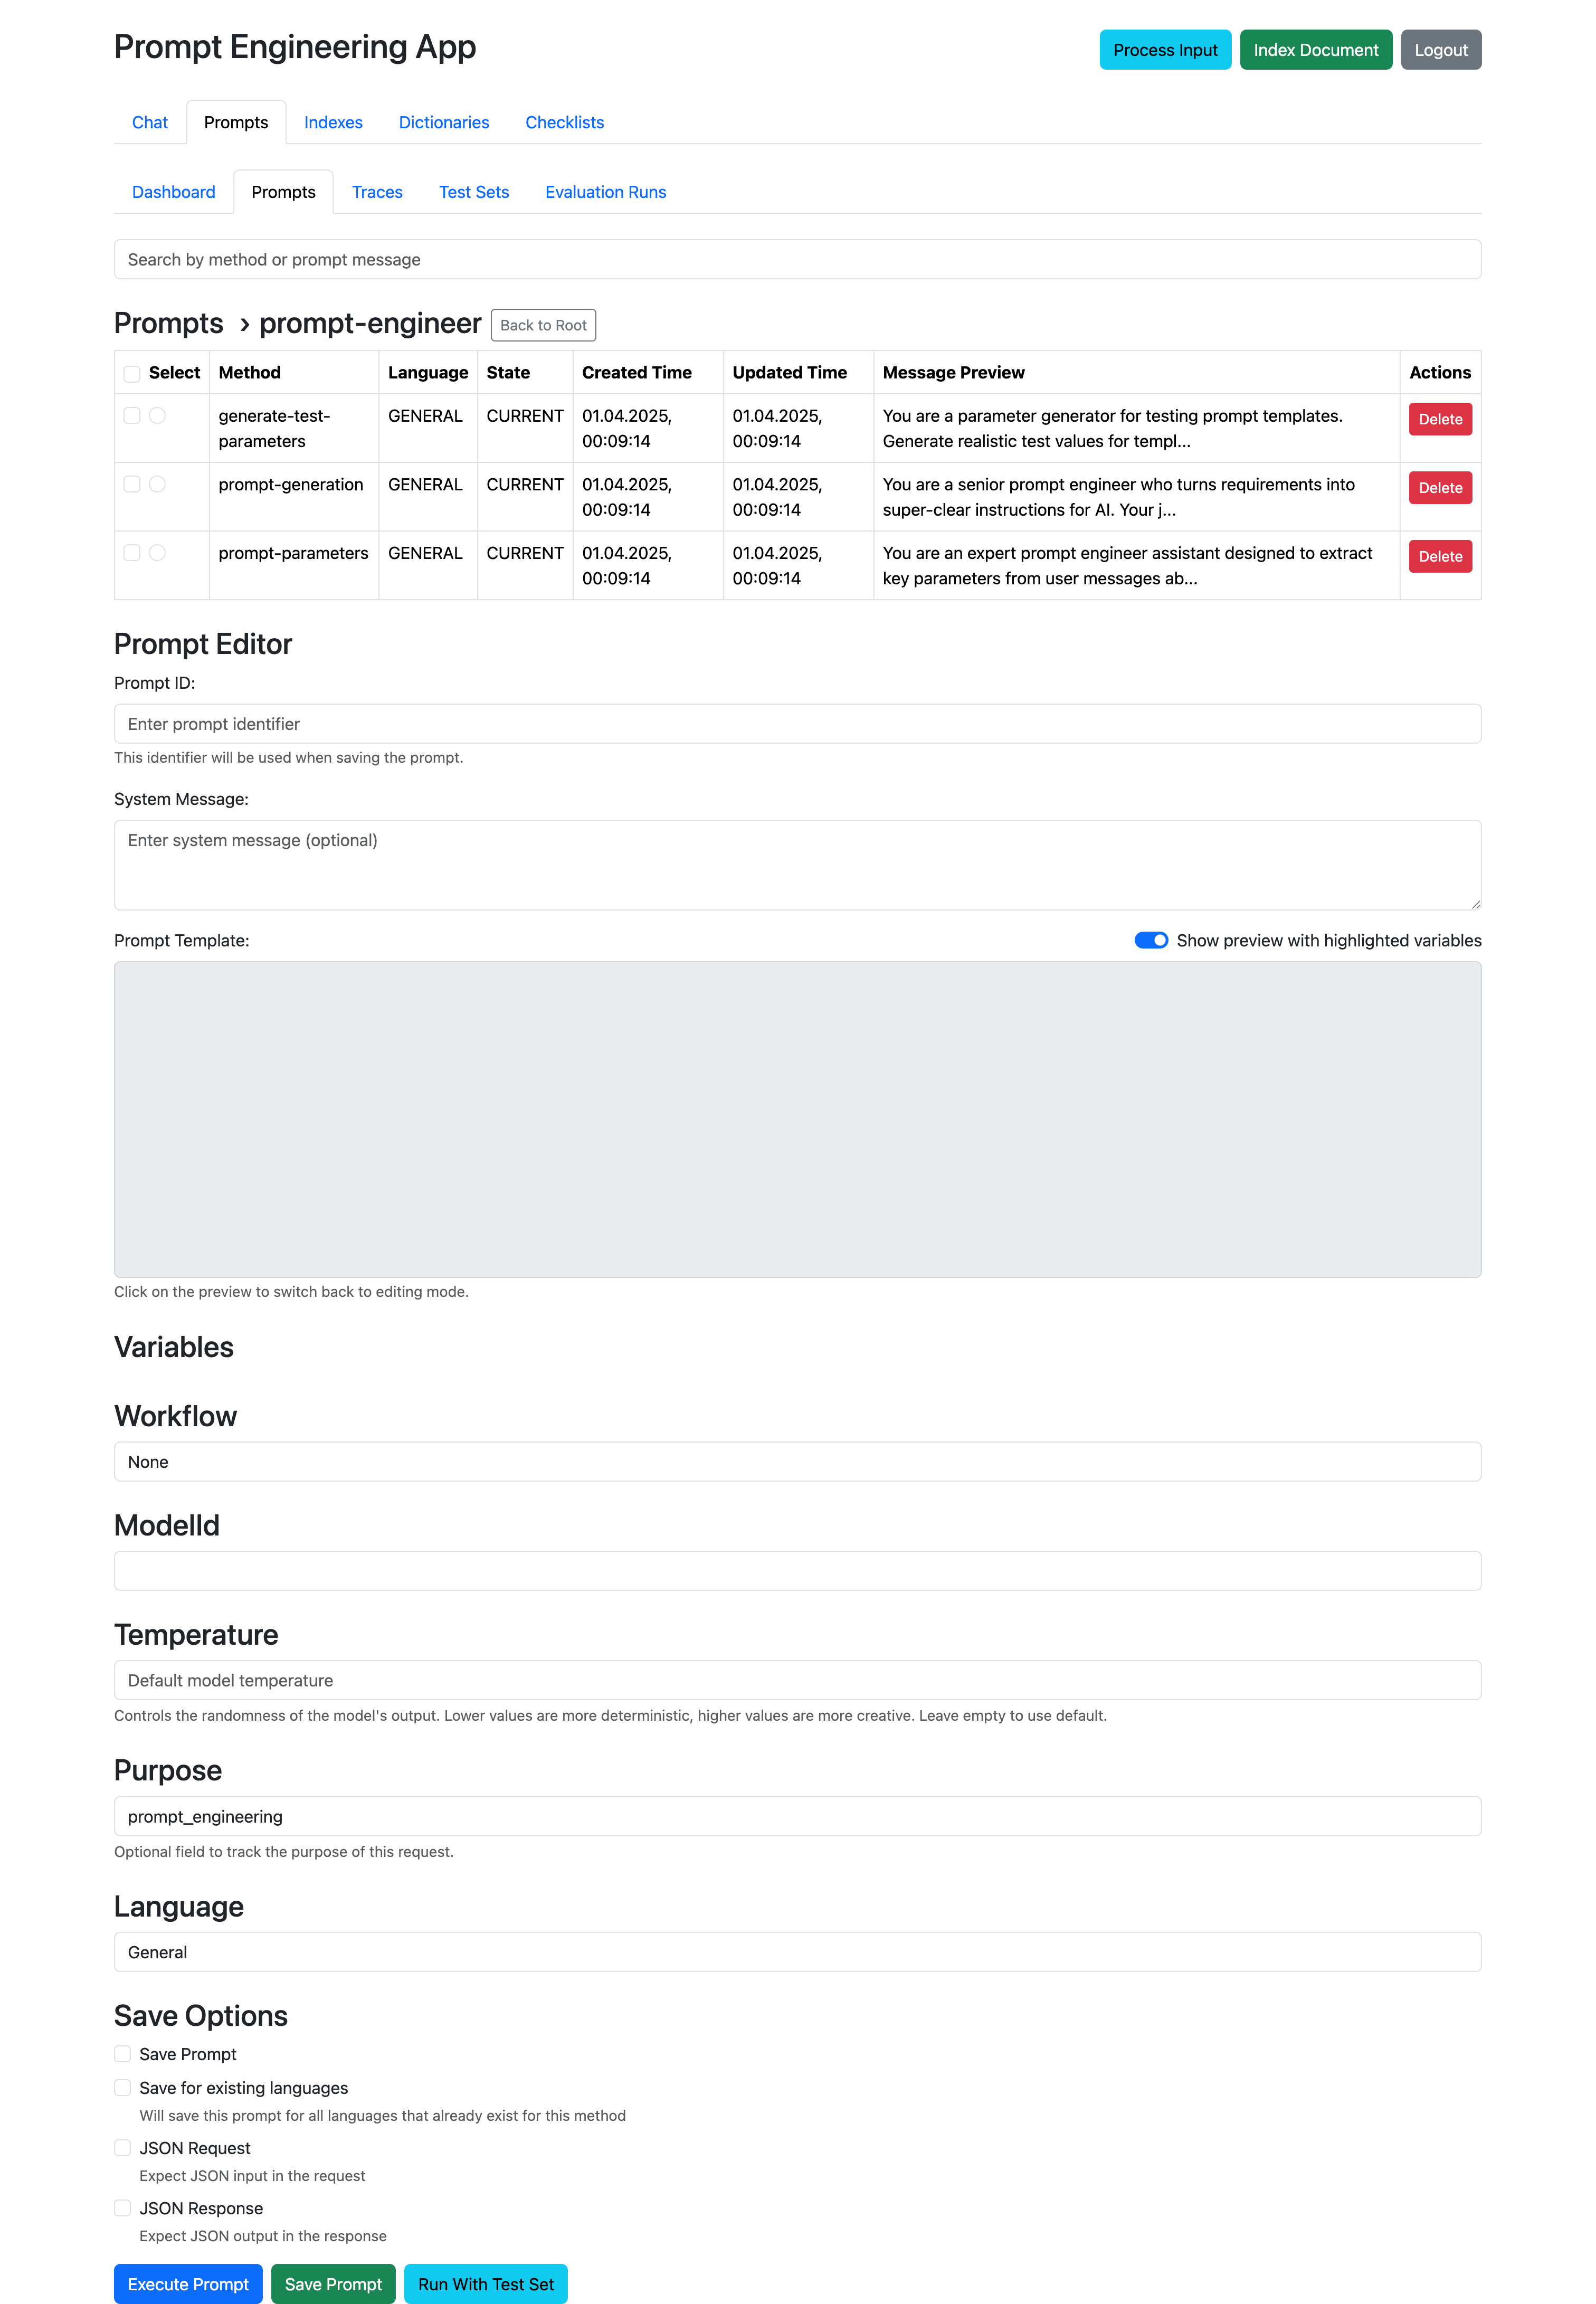 Prompt Engineering App
Process Input
Index Document
Logout
Chat
Prompts
Indexes
Dictionaries
Checklists
Dashboard
Prompts
Traces
Test Sets
Evaluation Runs
Search by method or prompt message
Prompts › prompt-engineer
Back to Root
Select Method Language State Created Time Updated Time Message Preview Actions
generate-test- GENERAL CURRENT 01.04.2025, 01.04.2025, You are a parameter generator for testing prompt templates. Delete
parameters 00:09:14 00:09:14 Generate realistic test values for templ...
prompt-generation GENERAL CURRENT 01.04.2025, 01.04.2025, You are a senior prompt engineer who turns requirements into Delete
00:09:14 00:09:14 super-clear instructions for AI. Your j...
prompt-parameters GENERAL CURRENT 01.04.2025, 01.04.2025, You are an expert prompt engineer assistant designed to extract Delete
00:09:14 00:09:14 key parameters from user messages ab...
Prompt Editor
Prompt ID:
Enter prompt identifier
This identifier will be used when saving the prompt.
System Message:
Enter system message (optional)
Prompt Template:
Show preview with highlighted variables
Click on the preview to switch back to editing mode.
Variables
Workflow
None
ModelId
Temperature
Default model temperature
Controls the randomness of the model's output. Lower values are more deterministic, higher values are more creative. Leave empty to use default.
Purpose
prompt_engineering
Optional field to track the purpose of this request.
Language
General
Save Options
Save Prompt
Save for existing languages
Will save this prompt for all languages that already exist for this method
JSON Request
Expect JSON input in the request
JSON Response
Expect JSON output in the response
Execute Prompt
Save Prompt
Run With Test Set